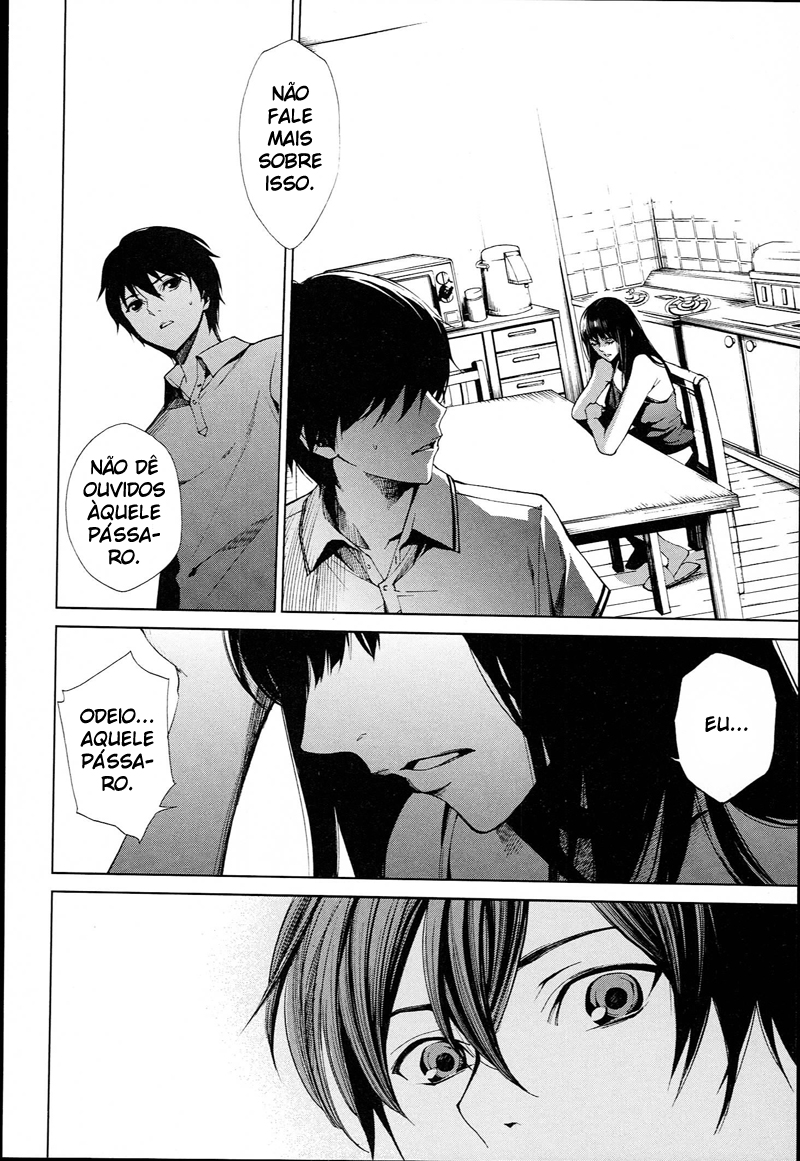 NÃO
FALE
MAIS
SOBRE
ISSO.
NÃO DÊ
OUVIDOS
ÀQUELE
PÁSSA-
RO.
EU...
ODEIO...
AQUELE
PÁSSA-
RO.